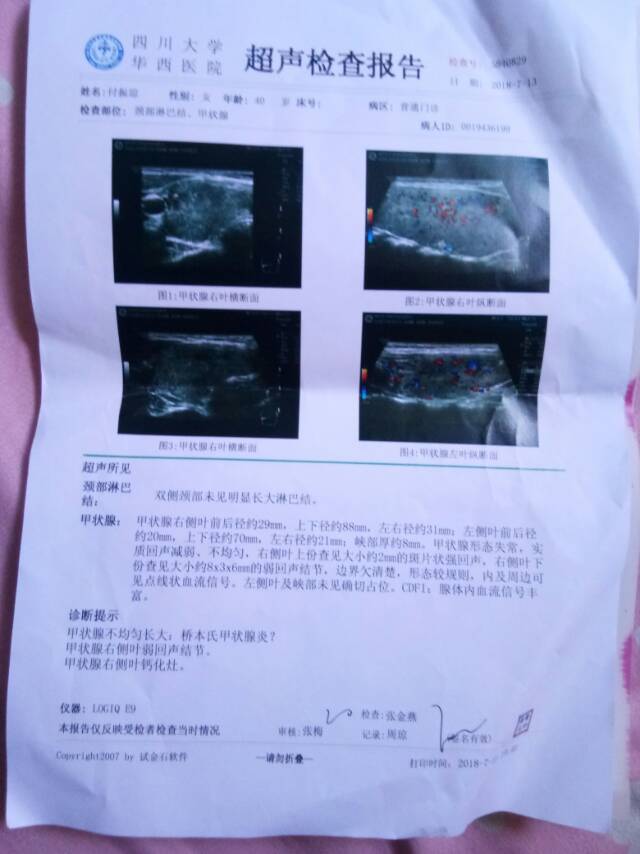 四川大学
华西医院
超声检查报告
检查号:
日 期: 2018-7-13
姓名: 付振琼 性别: 女 年龄: 40 岁 床号: 病区: 普通门诊
检查部位: 颈部淋巴结、甲状腺
病人ID: 0019436199
图1:甲状腺右叶横断面
图2:甲状腺右叶纵断面
图3:甲状腺右叶横断面
图4:甲状腺左叶纵断面
超声所见
颈部淋巴结: 双侧颈部未见明显长大淋巴结。
甲状腺: 甲状腺右侧叶前后径约29mm,上下径约88mm,左右径约31mm;左侧叶前后径
约20mm,上下径约70mm,左右径约21mm;峡部厚约8mm。甲状腺形态失常,实
质回声减弱、不均匀,右侧叶上份查见大小约2mm的斑片状强回声,右侧叶下
份查见大小约8x3x6mm的弱回声结节,边界欠清楚,形态较规则,内及周边可
见点线状血流信号。左侧叶及峡部未见确切占位。CDFI:腺体内血流信号丰
富。
诊断提示
甲状腺不均匀长大:桥本氏甲状腺炎?
甲状腺右侧叶弱回声结节。
甲状腺右侧叶钙化灶。
仪器: LOGIQ E9
检查: 张金燕
本报告仅反映受检者检查当时情况
审核: 张梅
记录: 周琼
(签名有效)
Copyright2007 by 试金石软件
—请勿折叠—
打印时间: 2018-7-